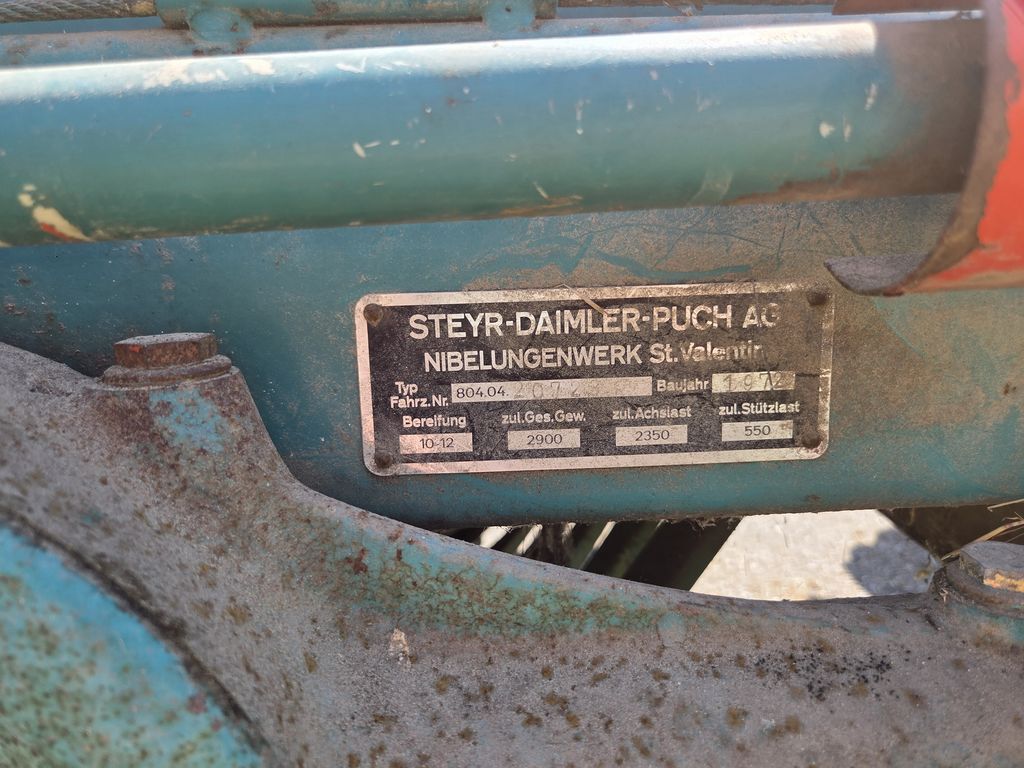 STEYR-DAIMLER-PUCH AG
NIBELUNGENWERK St.Valentin
Typ
Fahrz.Nr. 804.04. Baujahr 1972
Bereifung zul.Ges.Gew. zul.Achslast zul.Stützlast
10-12 2900 2350 550